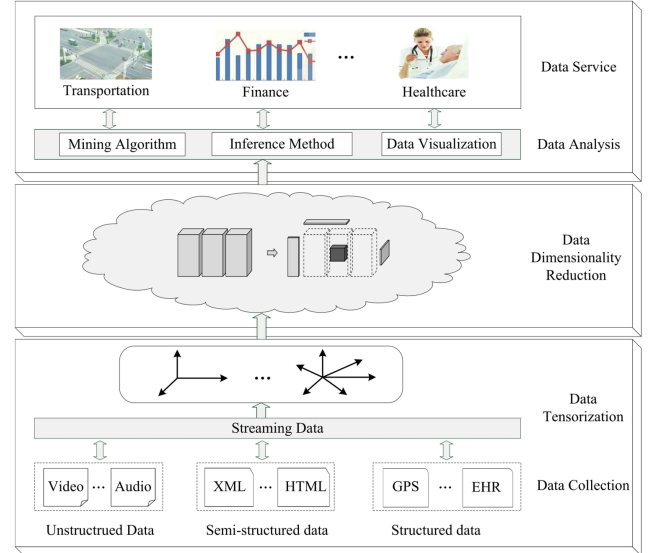 Data Service
Transportation
Finance
...
Healthcare
Mining Algorithm
Inference Method
Data Visualization
Data Analysis
Data
Dimensionality
Reduction
...
Data
Tensorization
Streaming Data
Video ... Audio
XML ... HTML
GPS ... EHR
Data Collection
Unstructrued Data
Semi-structured data
Structured data